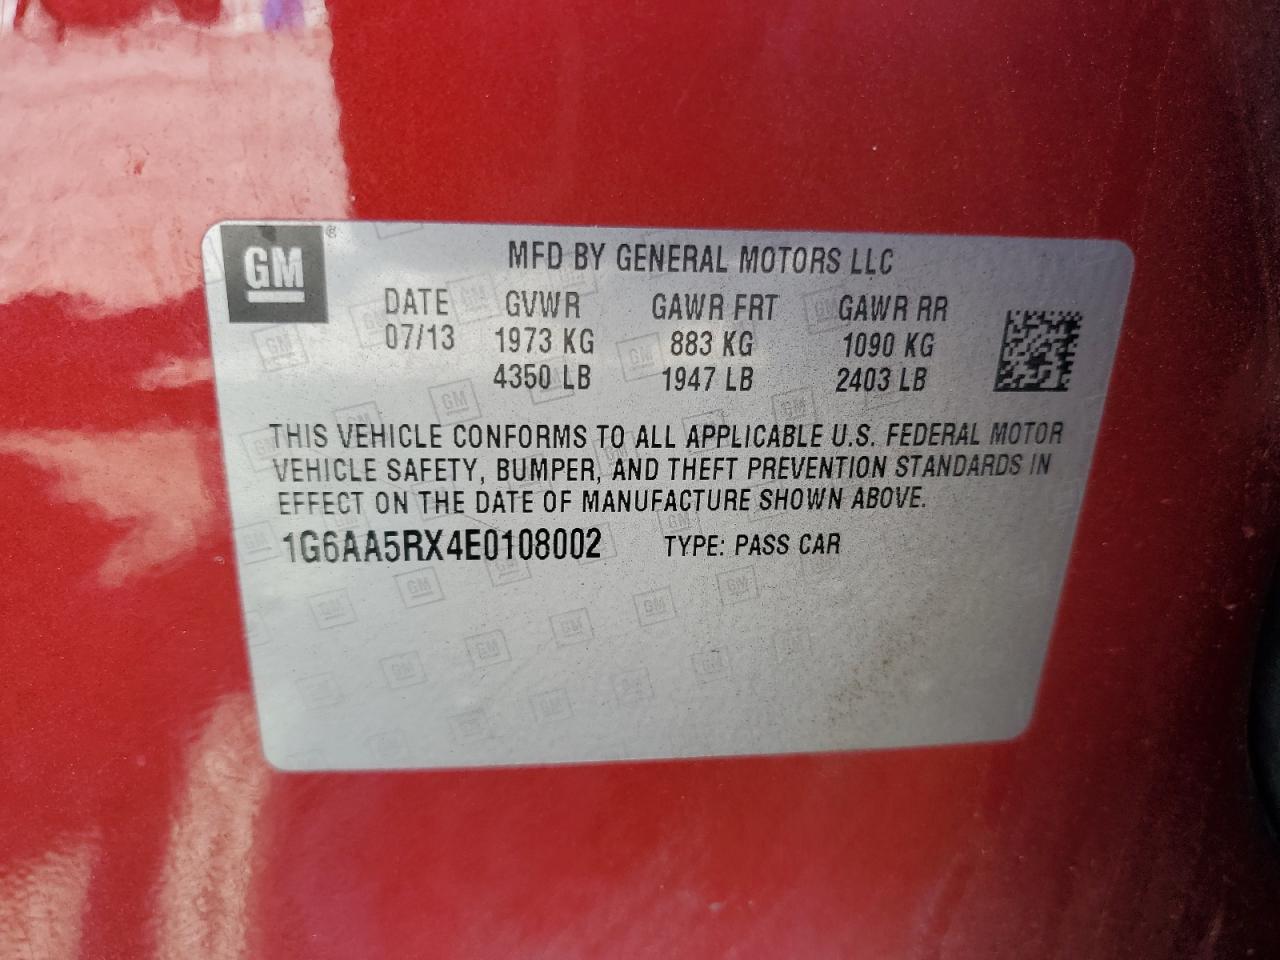 GM ®
MFD BY GENERAL MOTORS LLC
DATE GVWR GAWR FRT GAWR RR
07/13 1973 KG 883 KG 1090 KG
4350 LB 1947 LB 2403 LB
THIS VEHICLE CONFORMS TO ALL APPLICABLE U.S. FEDERAL MOTOR
VEHICLE SAFETY, BUMPER, AND THEFT PREVENTION STANDARDS IN
EFFECT ON THE DATE OF MANUFACTURE SHOWN ABOVE.
1G6AA5RX4E0108002 TYPE: PASS CAR